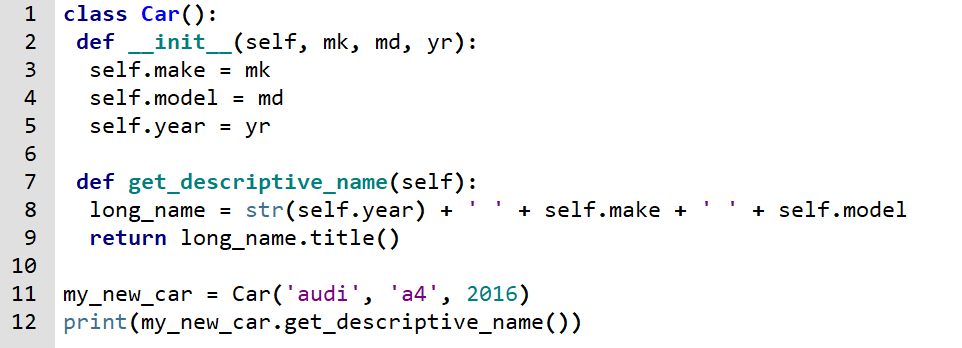 1 class Car():
2  def __init__(self, mk, md, yr):
3   self.make = mk
4   self.model = md
5   self.year = yr
6
7  def get_descriptive_name(self):
8   long_name = str(self.year) + ' ' + self.make + ' ' + self.model
9   return long_name.title()
10
11 my_new_car = Car('audi', 'a4', 2016)
12 print(my_new_car.get_descriptive_name())